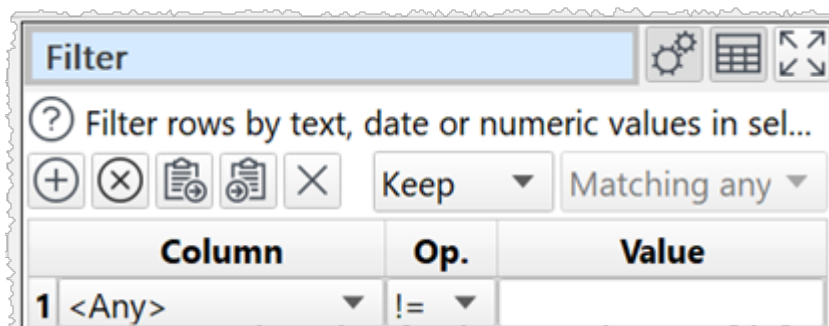 Filter
Filter rows by text, date or numeric values in sel...
Keep Matching any
Column Op. Value
1 <Any> !=